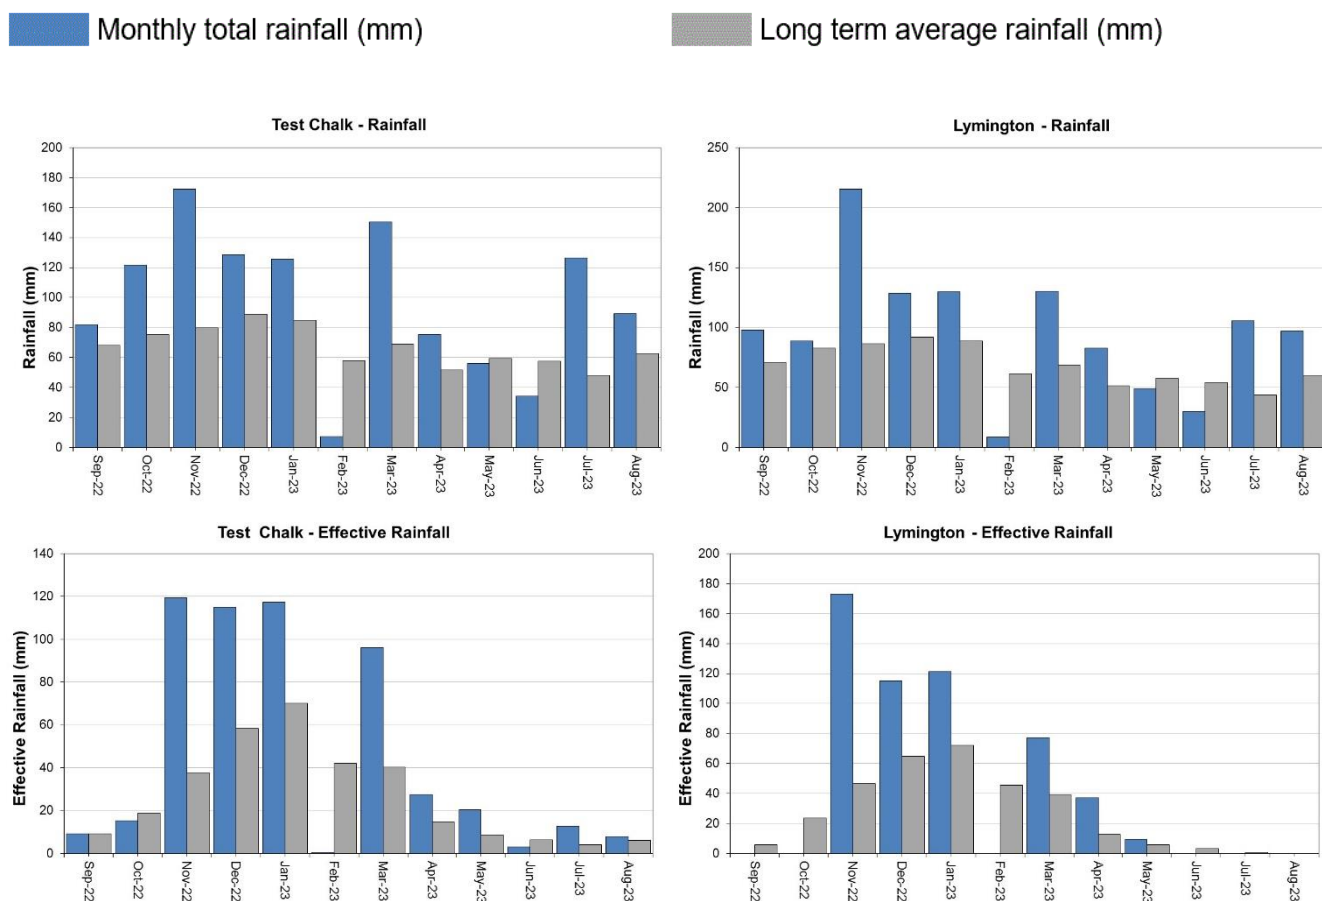 Monthly total rainfall (mm)
Long term average rainfall (mm)
Test Chalk - Rainfall
Rainfall (mm)
200
180
160
140
120
100
80
60
40
20
0
Sep-22
Oct-22
Nov-22
Dec-22
Jan-23
Feb-23
Mar-23
Apr-23
May-23
Jun-23
Jul-23
Aug-23
Lymington - Rainfall
Rainfall (mm)
250
200
150
100
50
0
Sep-22
Oct-22
Nov-22
Dec-22
Jan-23
Feb-23
Mar-23
Apr-23
May-23
Jun-23
Jul-23
Aug-23
Test Chalk - Effective Rainfall
Effective Rainfall (mm)
140
120
100
80
60
40
20
0
Sep-22
Oct-22
Nov-22
Dec-22
Jan-23
Feb-23
Mar-23
Apr-23
May-23
Jun-23
Jul-23
Aug-23
Lymington - Effective Rainfall
Effective Rainfall (mm)
200
180
160
140
120
100
80
60
40
20
0
Sep-22
Oct-22
Nov-22
Dec-22
Jan-23
Feb-23
Mar-23
Apr-23
May-23
Jun-23
Jul-23
Aug-23